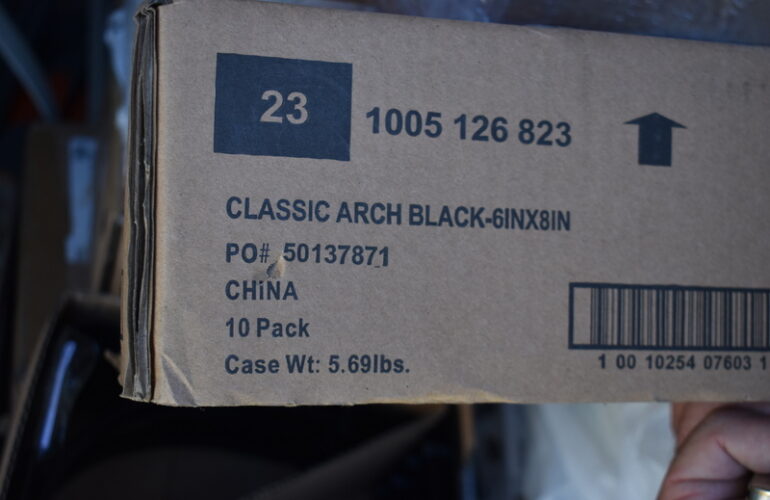 23
1005 126 823
CLASSIC ARCH BLACK-6INX8IN
PO# 50137871
CHiNA
10 Pack
Case Wt: 5.69lbs.
1 00 10254 07603 1